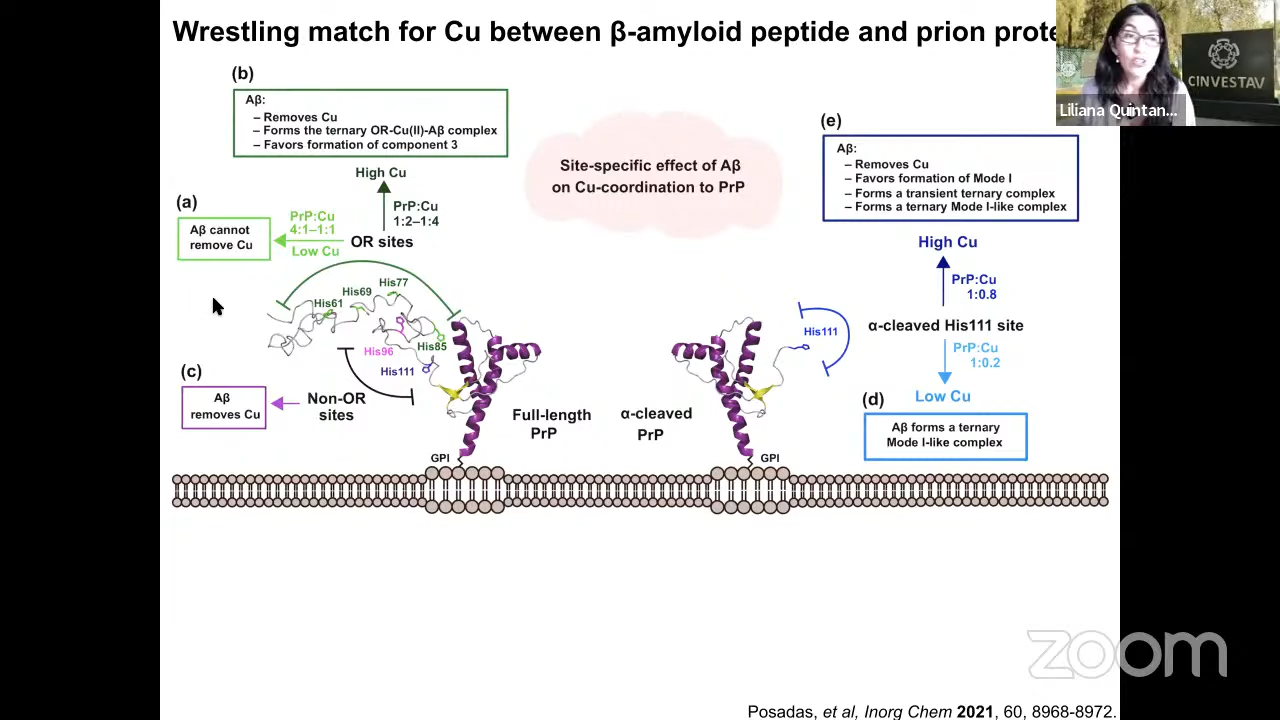 Wrestling match for Cu between β-amyloid peptide and prion prote
CINVESTAV
Liliana Quintan...
(b)
Aβ:
– Removes Cu
– Forms the ternary OR-Cu(II)-Aβ complex
– Favors formation of component 3
High Cu
PrP:Cu
1:2–1:4
(a)
Aβ cannot
remove Cu
PrP:Cu
4:1–1:1
Low Cu
OR sites
His61
His69
His77
His85
His96
His111
(c)
Aβ
removes Cu
Non-OR
sites
Full-length
PrP
GPI
Site-specific effect of Aβ
on Cu-coordination to PrP
(e)
Aβ:
– Removes Cu
– Favors formation of Mode I
– Forms a transient ternary complex
– Forms a ternary Mode I-like complex
High Cu
PrP:Cu
1:0.8
α-cleaved His111 site
His111
PrP:Cu
1:0.2
Low Cu
(d)
Aβ forms a ternary
Mode I-like complex
α-cleaved
PrP
GPI
zoom
Posadas, et al, Inorg Chem 2021, 60, 8968-8972.